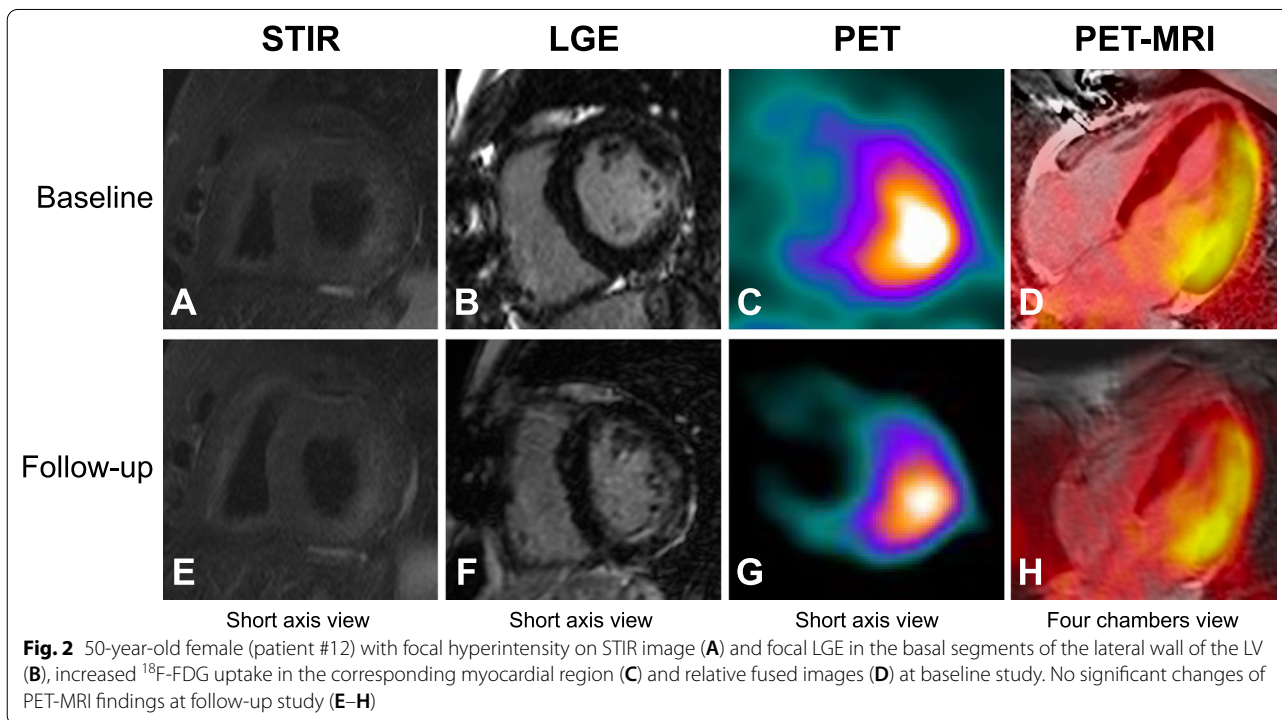 STIR LGE PET PET-MRI
Baseline
A B C D
Follow-up
E F G H
Short axis view Short axis view Short axis view Four chambers view
Fig. 2 50-year-old female (patient #12) with focal hyperintensity on STIR image (A) and focal LGE in the basal segments of the lateral wall of the LV
(B), increased ¹⁸F-FDG uptake in the corresponding myocardial region (C) and relative fused images (D) at baseline study. No significant changes of
PET-MRI findings at follow-up study (E–H)